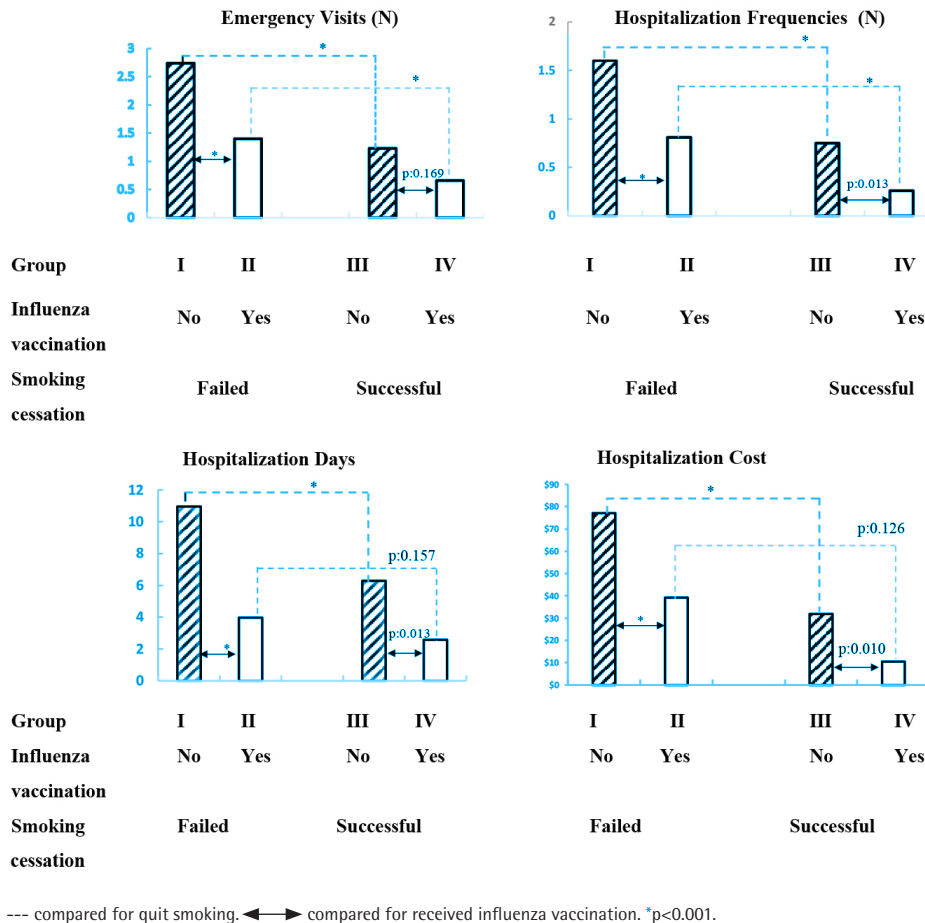 Emergency Visits (N)
3
2.5
2
1.5
1
0.5
0
*
*
*
p:0.169
Hospitalization Frequencies (N)
2
1.5
1
0.5
0
*
*
*
p:0.013
Group I II III IV
I II III IV
Influenza
vaccination
No Yes No Yes
No Yes No Yes
Smoking
cessation
Failed Successful
Failed Successful
Hospitalization Days
12
10
8
6
4
2
0
*
p:0.157
*
p:0.013
Hospitalization Cost
$90
$80
$70
$60
$50
$40
$30
$20
$10
$0
*
p:0.126
*
p:0.010
Group I II III IV
I II III IV
Influenza
vaccination
No Yes No Yes
No Yes No Yes
Smoking
cessation
Failed Successful
Failed Successful
--- compared for quit smoking. ◄──► compared for received influenza vaccination. *p<0.001.